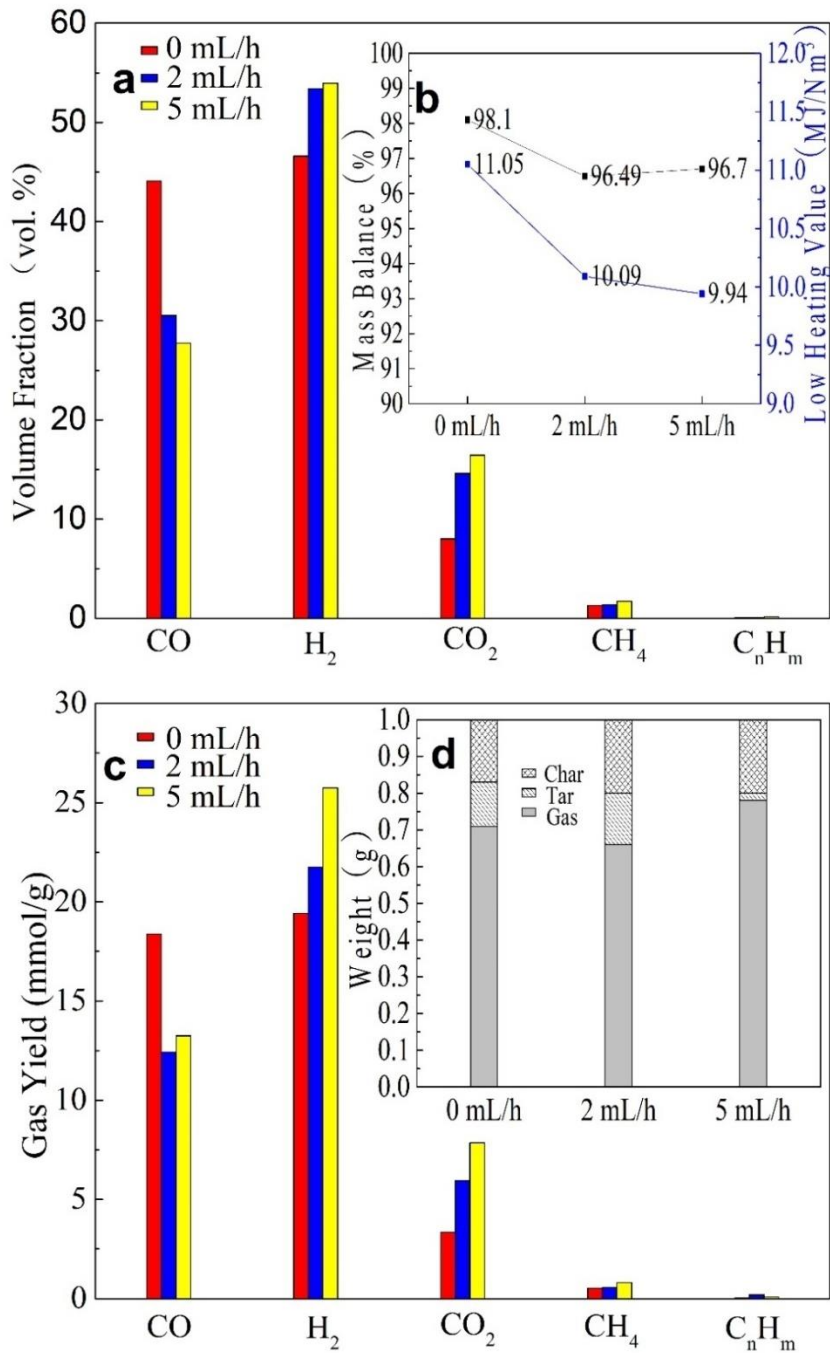 a
0 mL/h
2 mL/h
5 mL/h
Volume Fraction (vol. %)
60
50
40
30
20
10
0
CO
H2
CO2
CH4
CnHm
b
Mass Balance (%)
100
99
98
97
96
95
94
93
92
91
90
98.1
96.49
96.7
11.05
10.09
9.94
0 mL/h
2 mL/h
5 mL/h
12.0
11.5
11.0
10.5
10.0
9.5
9.0
Low Heating Value (MJ/Nm³)
c
0 mL/h
2 mL/h
5 mL/h
Gas Yield (mmol/g)
30
25
20
15
10
5
0
CO
H2
CO2
CH4
CnHm
d
Char
Tar
Gas
Weight (g)
1.0
0.9
0.8
0.7
0.6
0.5
0.4
0.3
0.2
0.1
0.0
0 mL/h
2 mL/h
5 mL/h